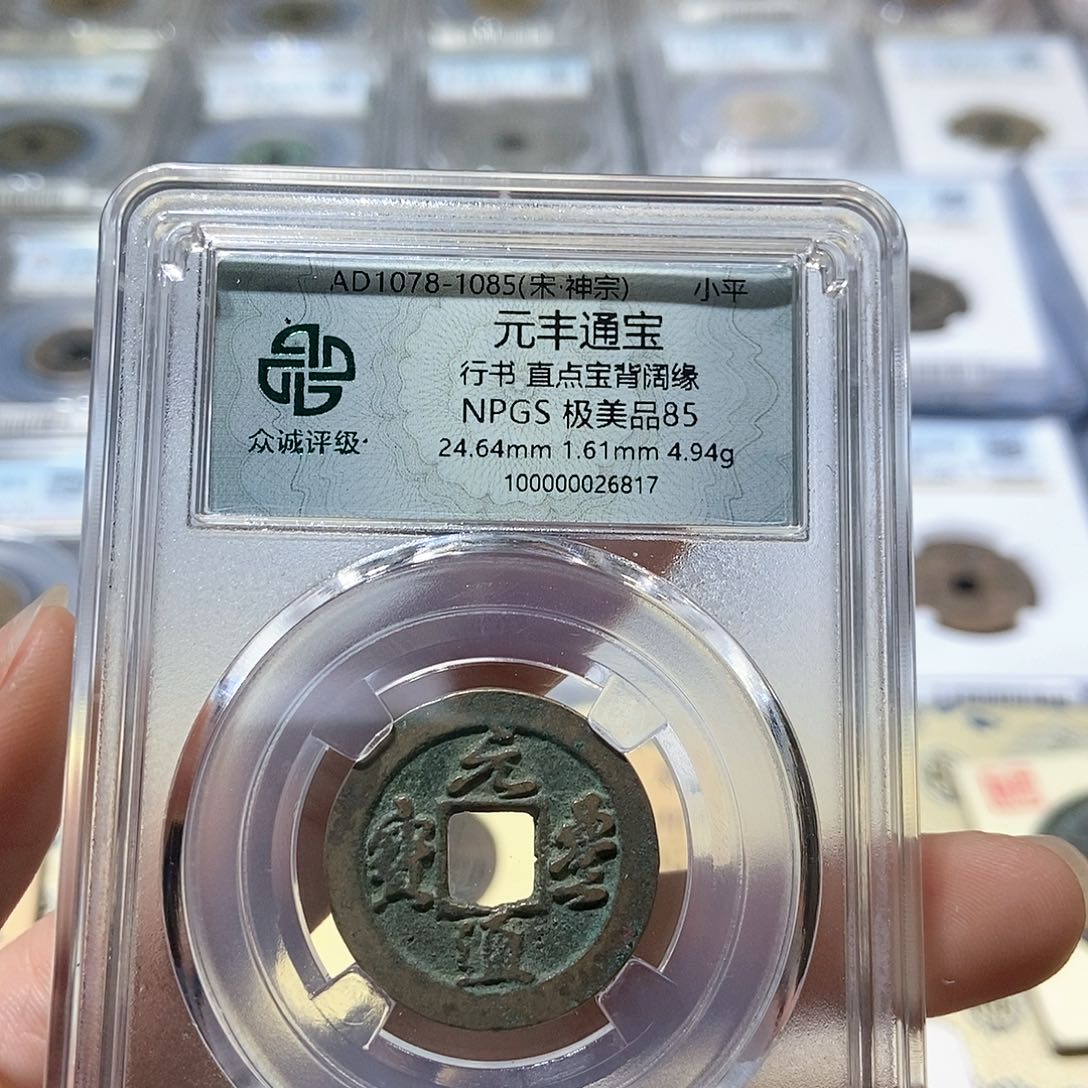 AD1078-1085(宋·神宗) 小平
元丰通宝
行书 直点宝背阔缘
NPGS 极美品85
24.64mm 1.61mm 4.94g
100000026817
众诚评级
元豐通寶